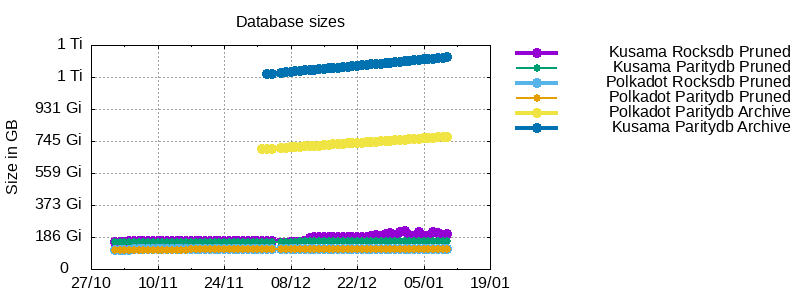 Database sizes
1 Ti
1 Ti
931 Gi
745 Gi
559 Gi
373 Gi
186 Gi
0
Size in GB
27/10 10/11 24/11 08/12 22/12 05/01 19/01
Kusama Rocksdb Pruned
Kusama Paritydb Pruned
Polkadot Rocksdb Pruned
Polkadot Paritydb Pruned
Polkadot Paritydb Archive
Kusama Paritydb Archive